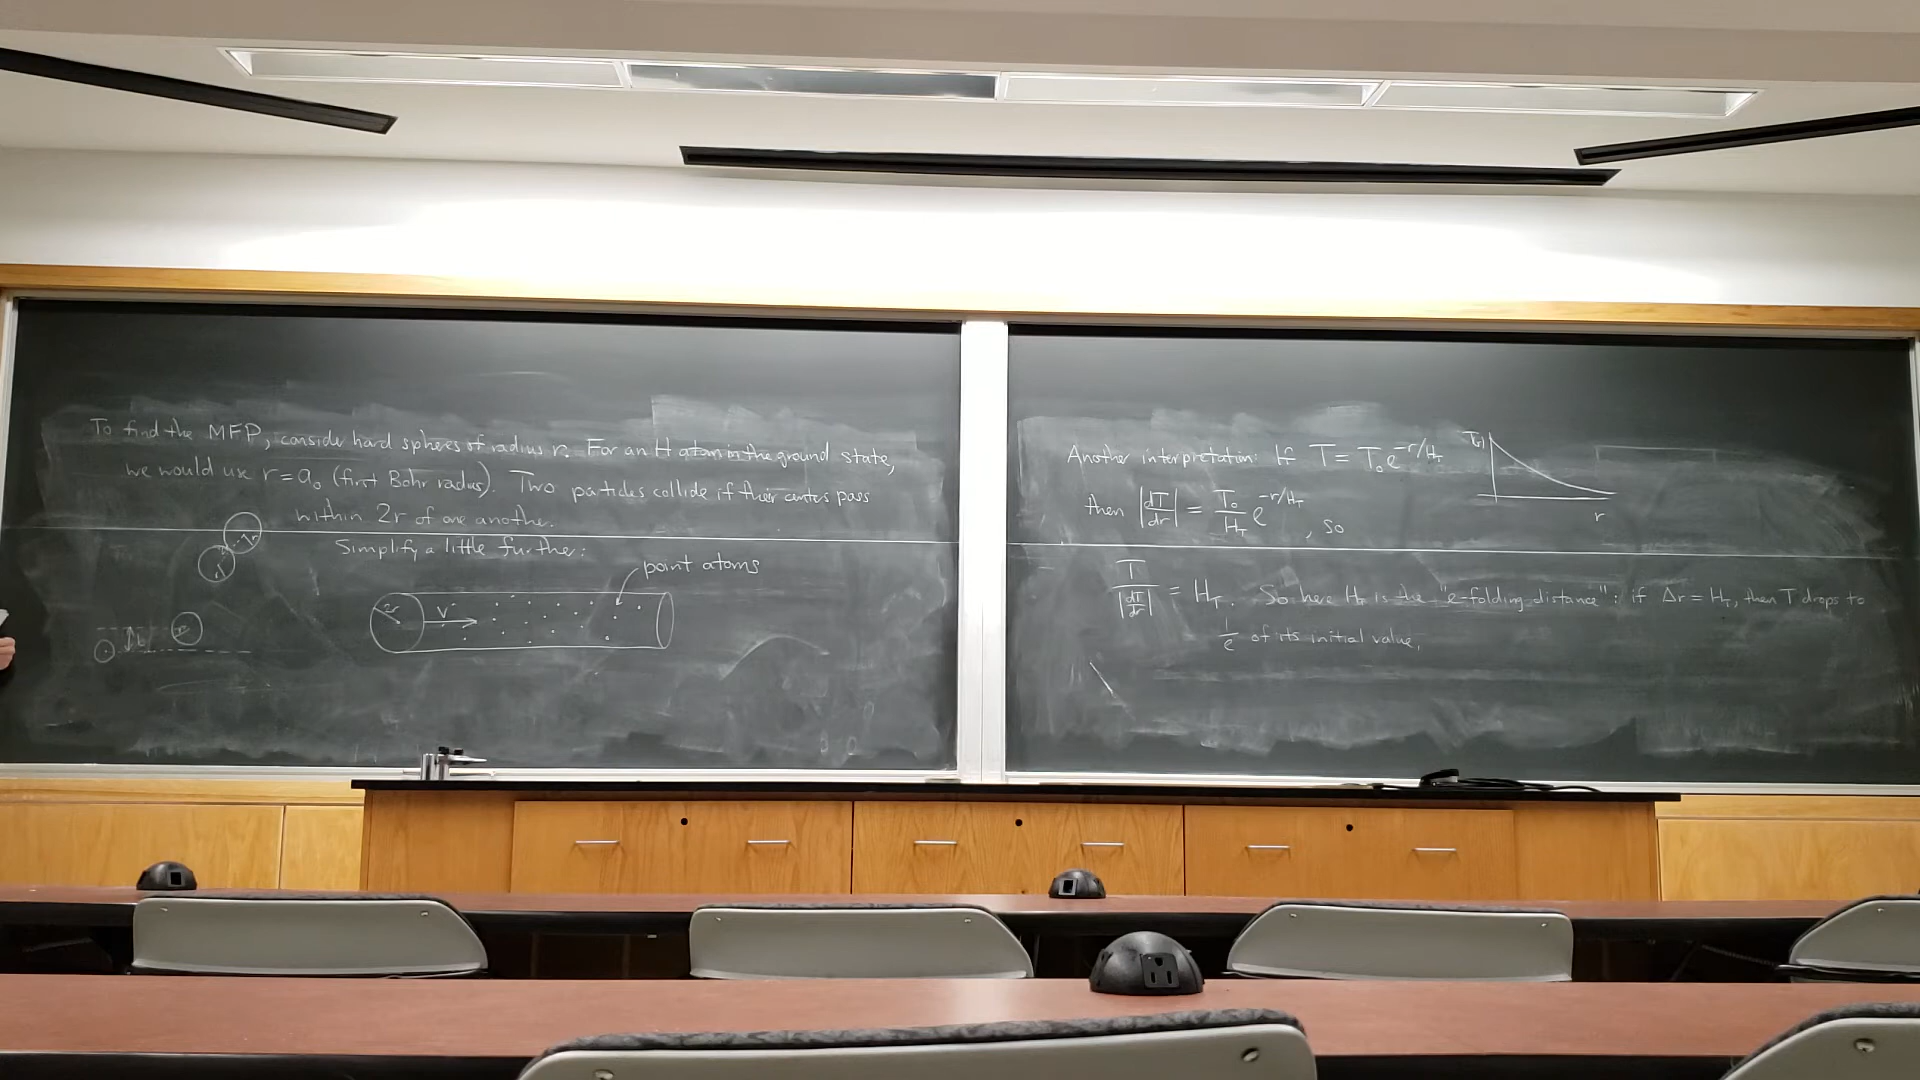 To find the MFP, consider hard spheres of radius r. For an H atom in the ground state,
we would use r = a₀ (first Bohr radius). Two particles collide if their centers pass
within 2r of one another.
Simplify a little further:
point atoms
2r
V
r
Another interpretation: If T = T₀e^(-r/H_T)
T(r)
r
then |dT/dr| = T₀/H_T e^(-r/H_T), so
T/|dT/dr| = H_T. So here H_T is the "e-folding distance": if Δr = H_T, then T drops to
1/e of its initial value.